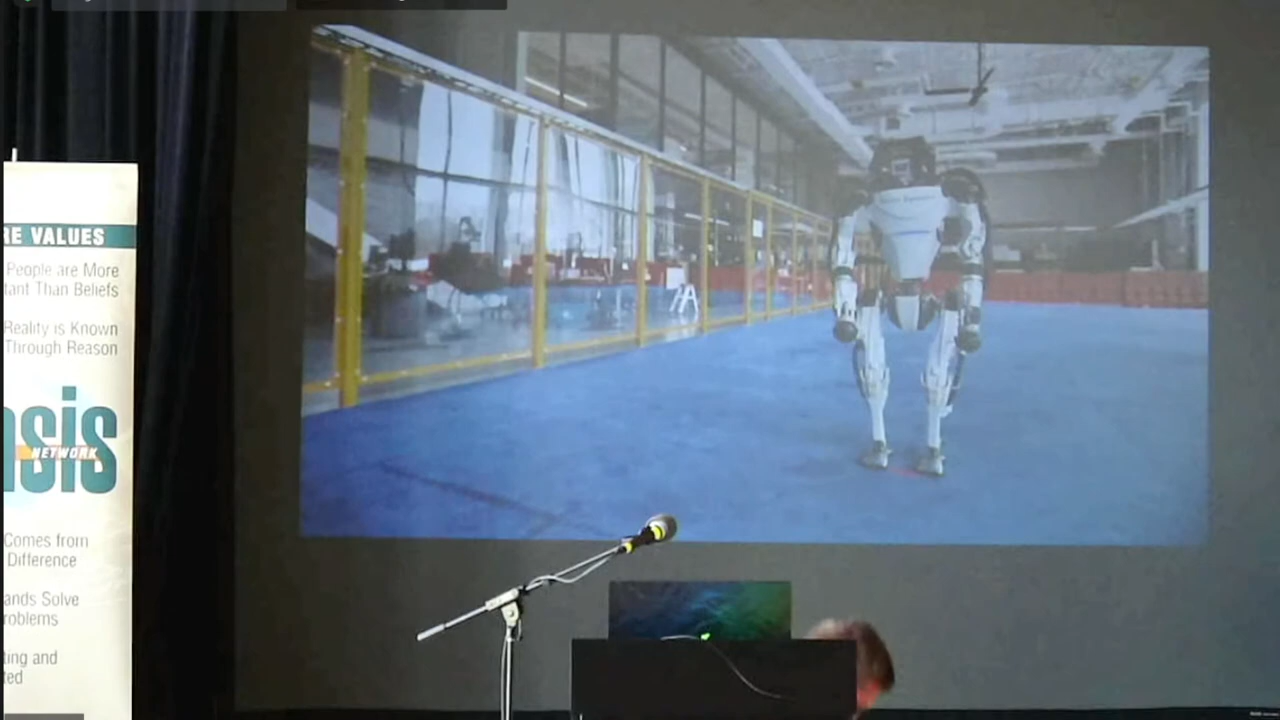 RE VALUES
People are More
tant Than Beliefs
Reality is Known
Through Reason
asis
NETWORK
Comes from
Difference
ands Solve
roblems
ting and
ted